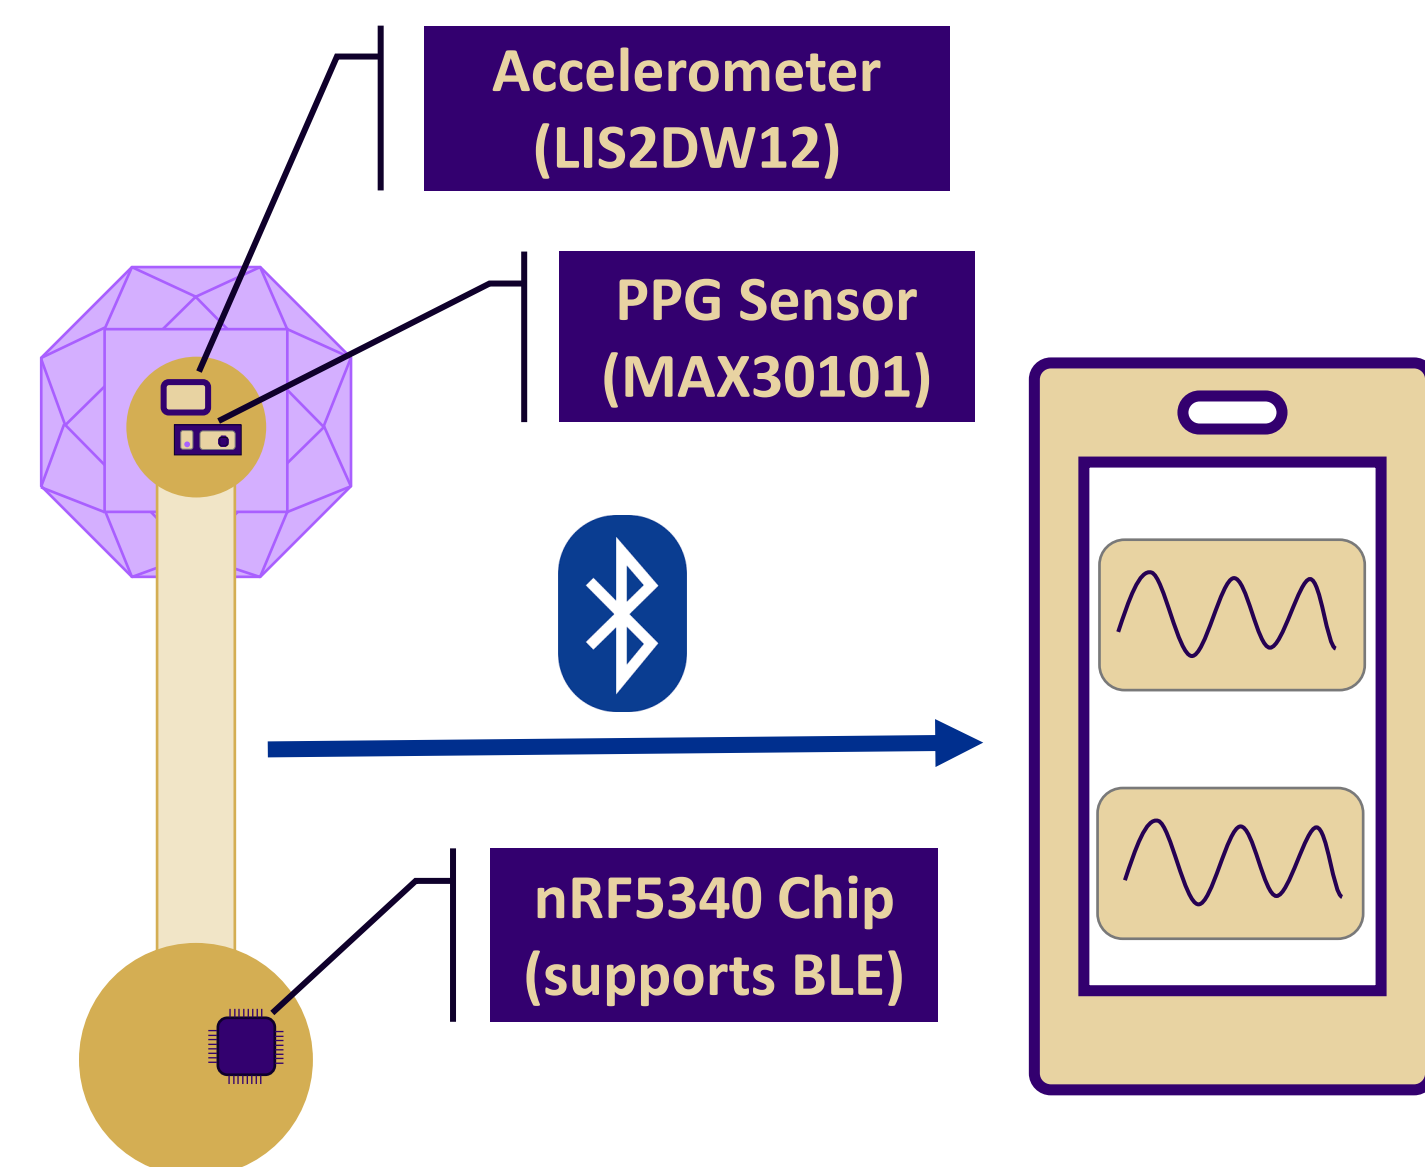 Accelerometer
(LIS2DW12)
PPG Sensor
(MAX30101)
nRF5340 Chip
(supports BLE)